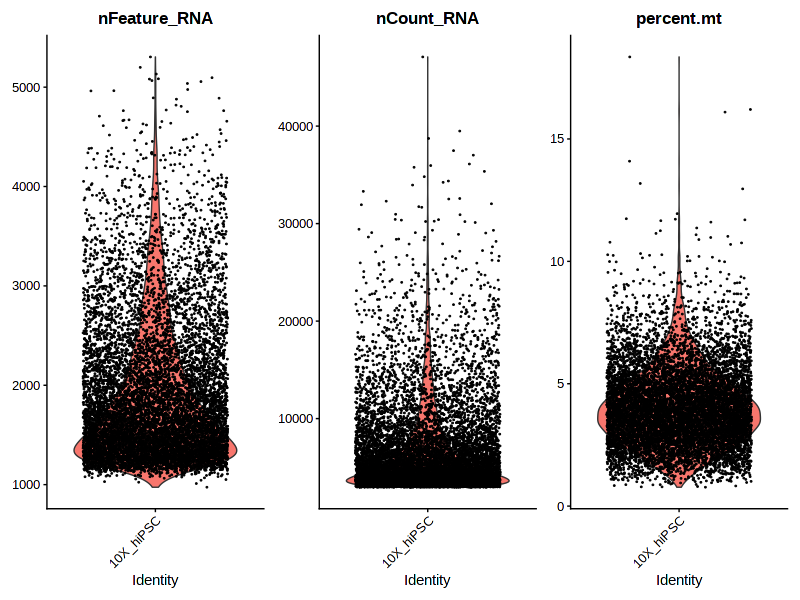 nFeature_RNA
5000
4000
3000
2000
1000
10X_hiPSC
Identity
nCount_RNA
40000
30000
20000
10000
10X_hiPSC
Identity
percent.mt
15
10
5
0
10X_hiPSC
Identity